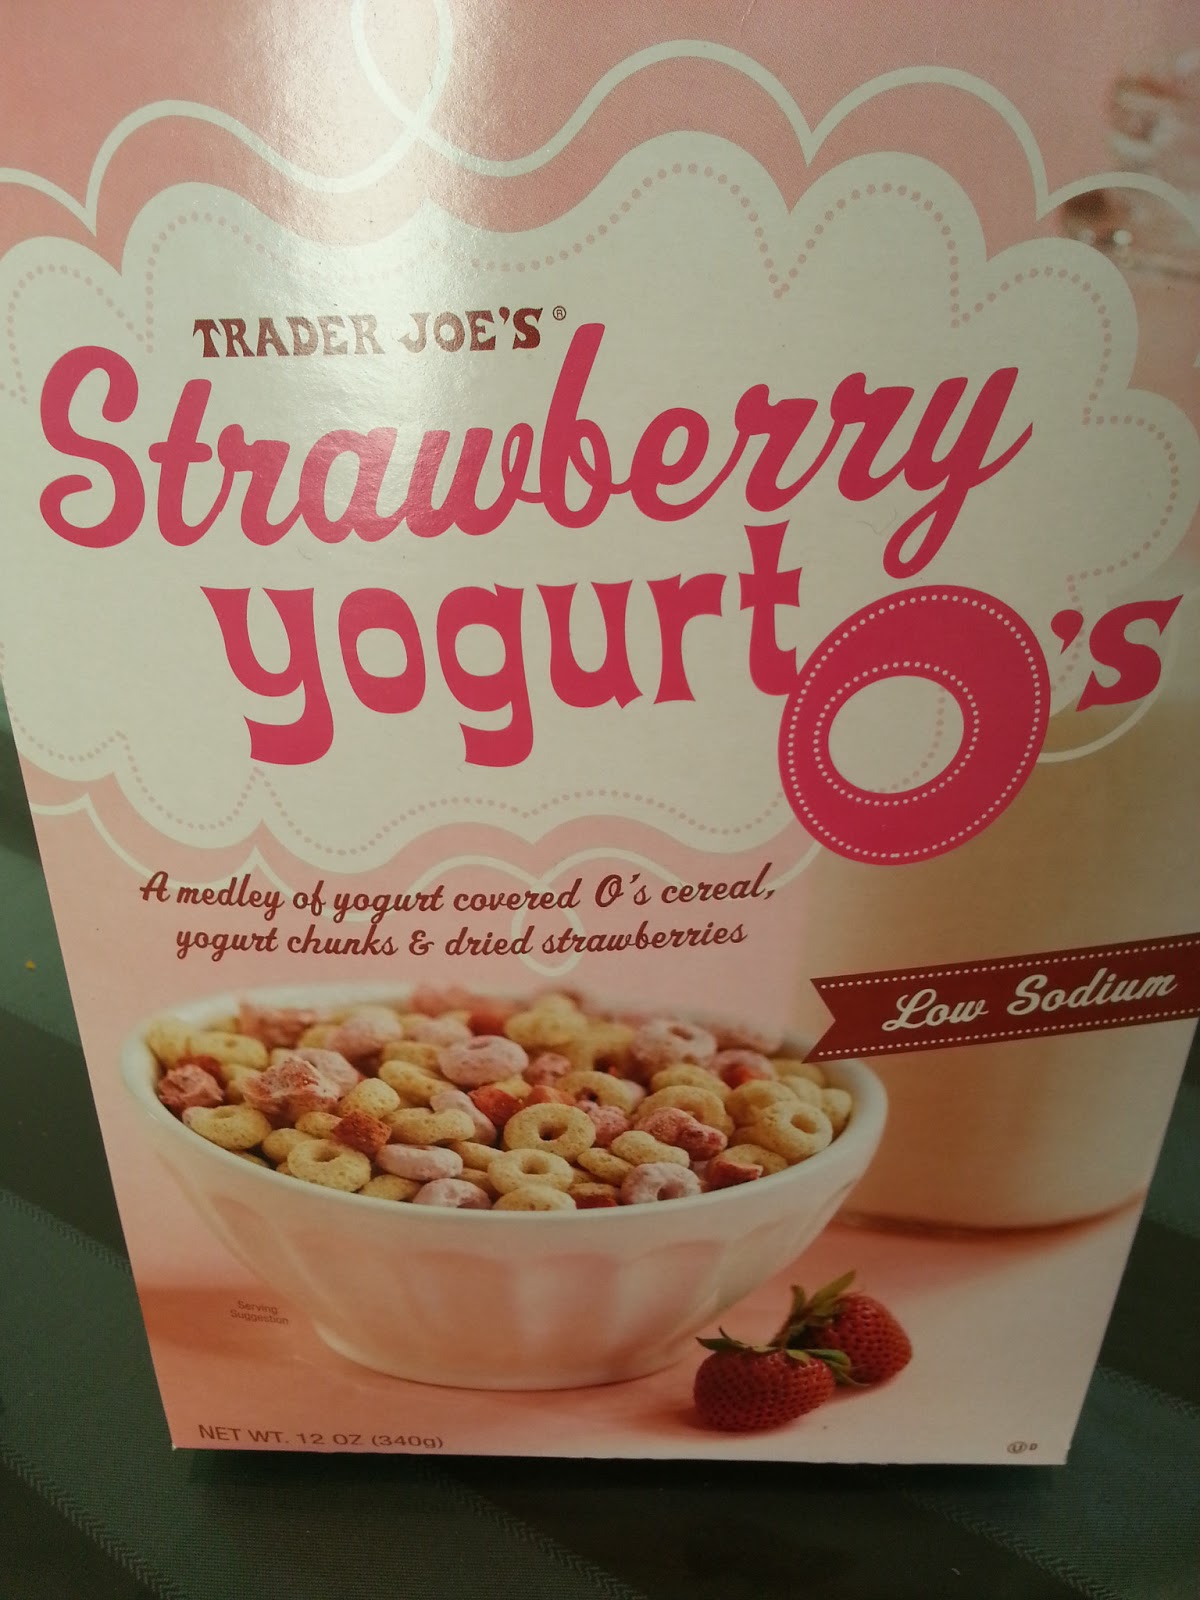 TRADER JOE'S®
Strawberry
yogurt O's
A medley of yogurt covered O's cereal,
yogurt chunks & dried strawberries
Low Sodium
Serving
Suggestion
NET WT. 12 OZ (340g)
Ⓤ D